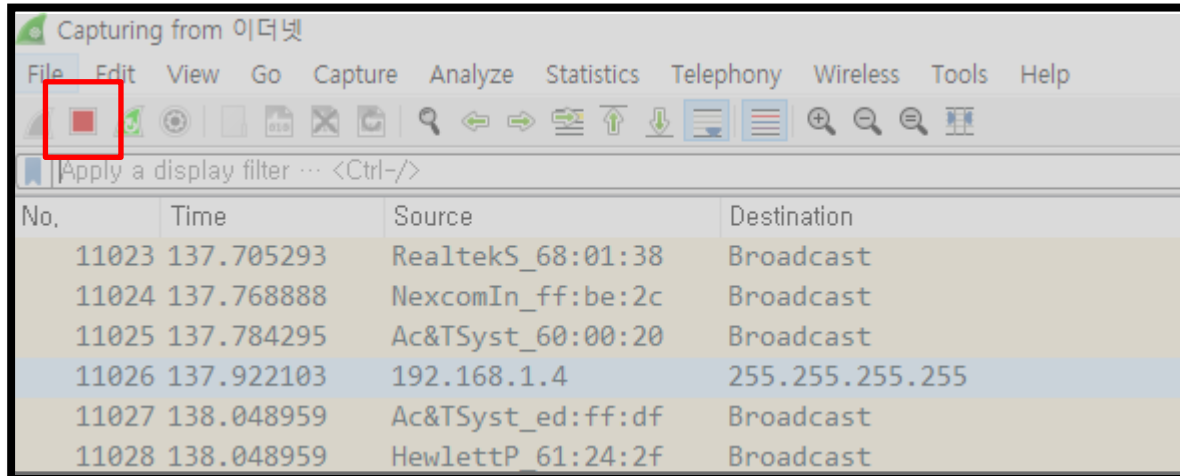 Capturing from 이더넷
File Edit View Go Capture Analyze Statistics Telephony Wireless Tools Help
Apply a display filter … <Ctrl-/>
No. Time Source Destination
11023 137.705293 RealtekS_68:01:38 Broadcast
11024 137.768888 NexcomIn_ff:be:2c Broadcast
11025 137.784295 Ac&TSyst_60:00:20 Broadcast
11026 137.922103 192.168.1.4 255.255.255.255
11027 138.048959 Ac&TSyst_ed:ff:df Broadcast
11028 138.048959 HewlettP_61:24:2f Broadcast